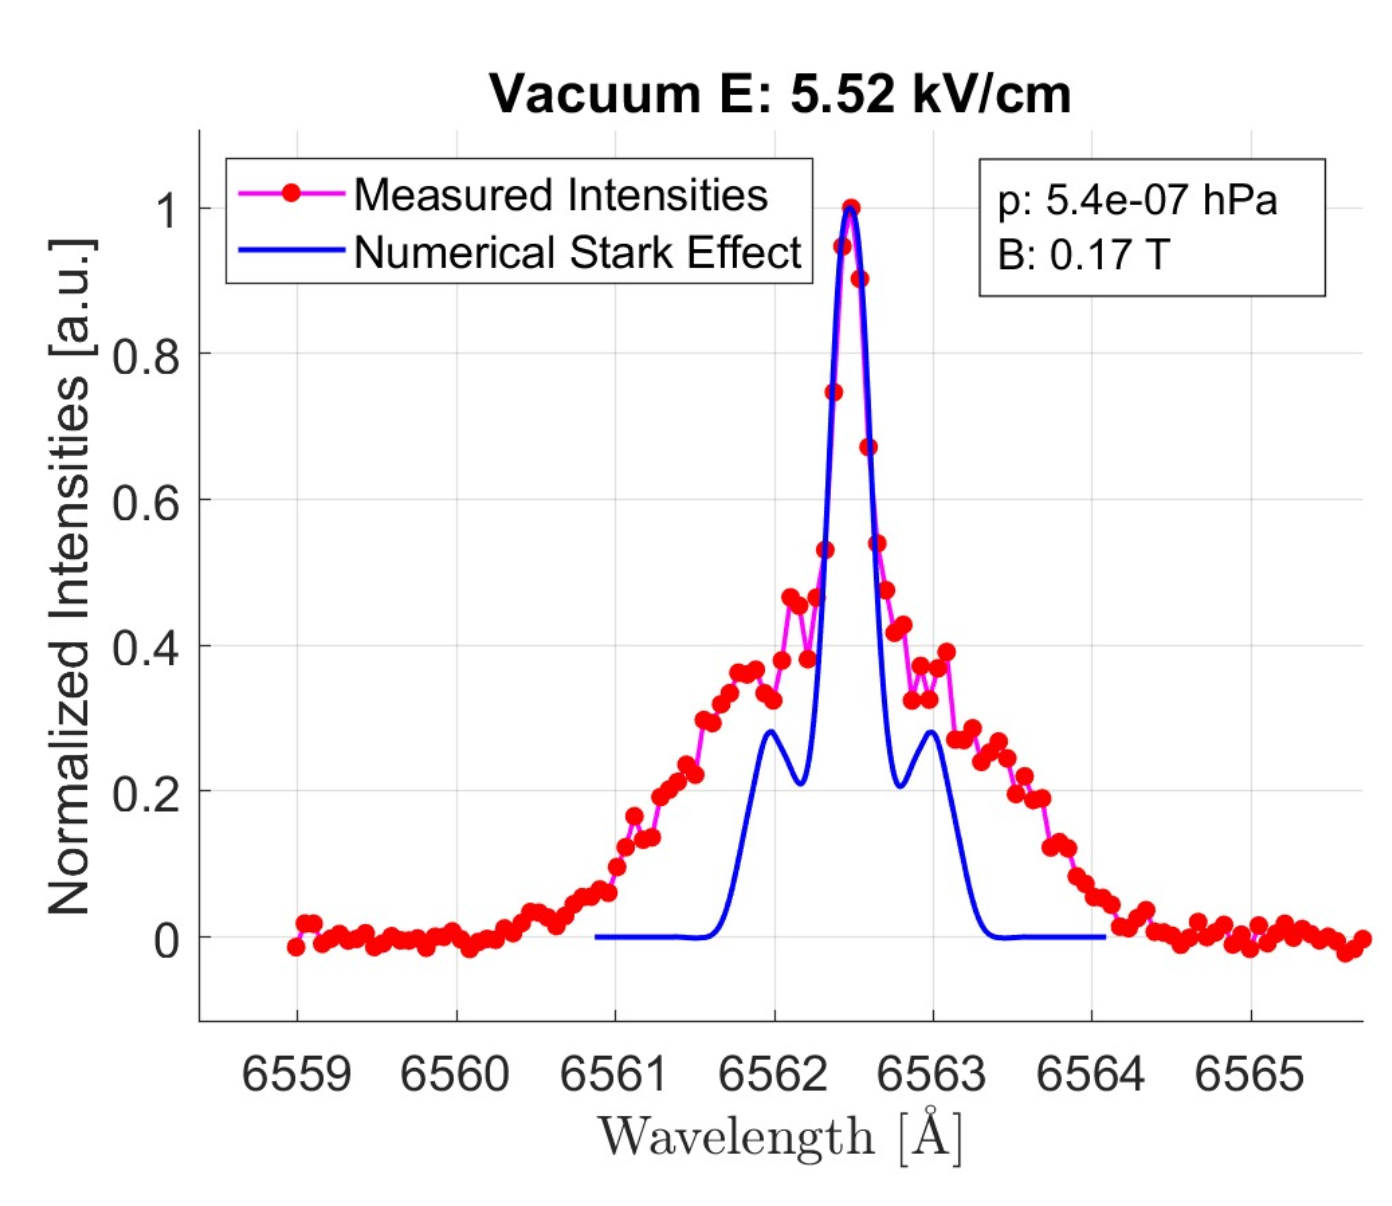 Vacuum E: 5.52 kV/cm
Measured Intensities
Numerical Stark Effect
p: 5.4e-07 hPa
B: 0.17 T
Normalized Intensities [a.u.]
1
0.8
0.6
0.4
0.2
0
6559 6560 6561 6562 6563 6564 6565
Wavelength [Å]